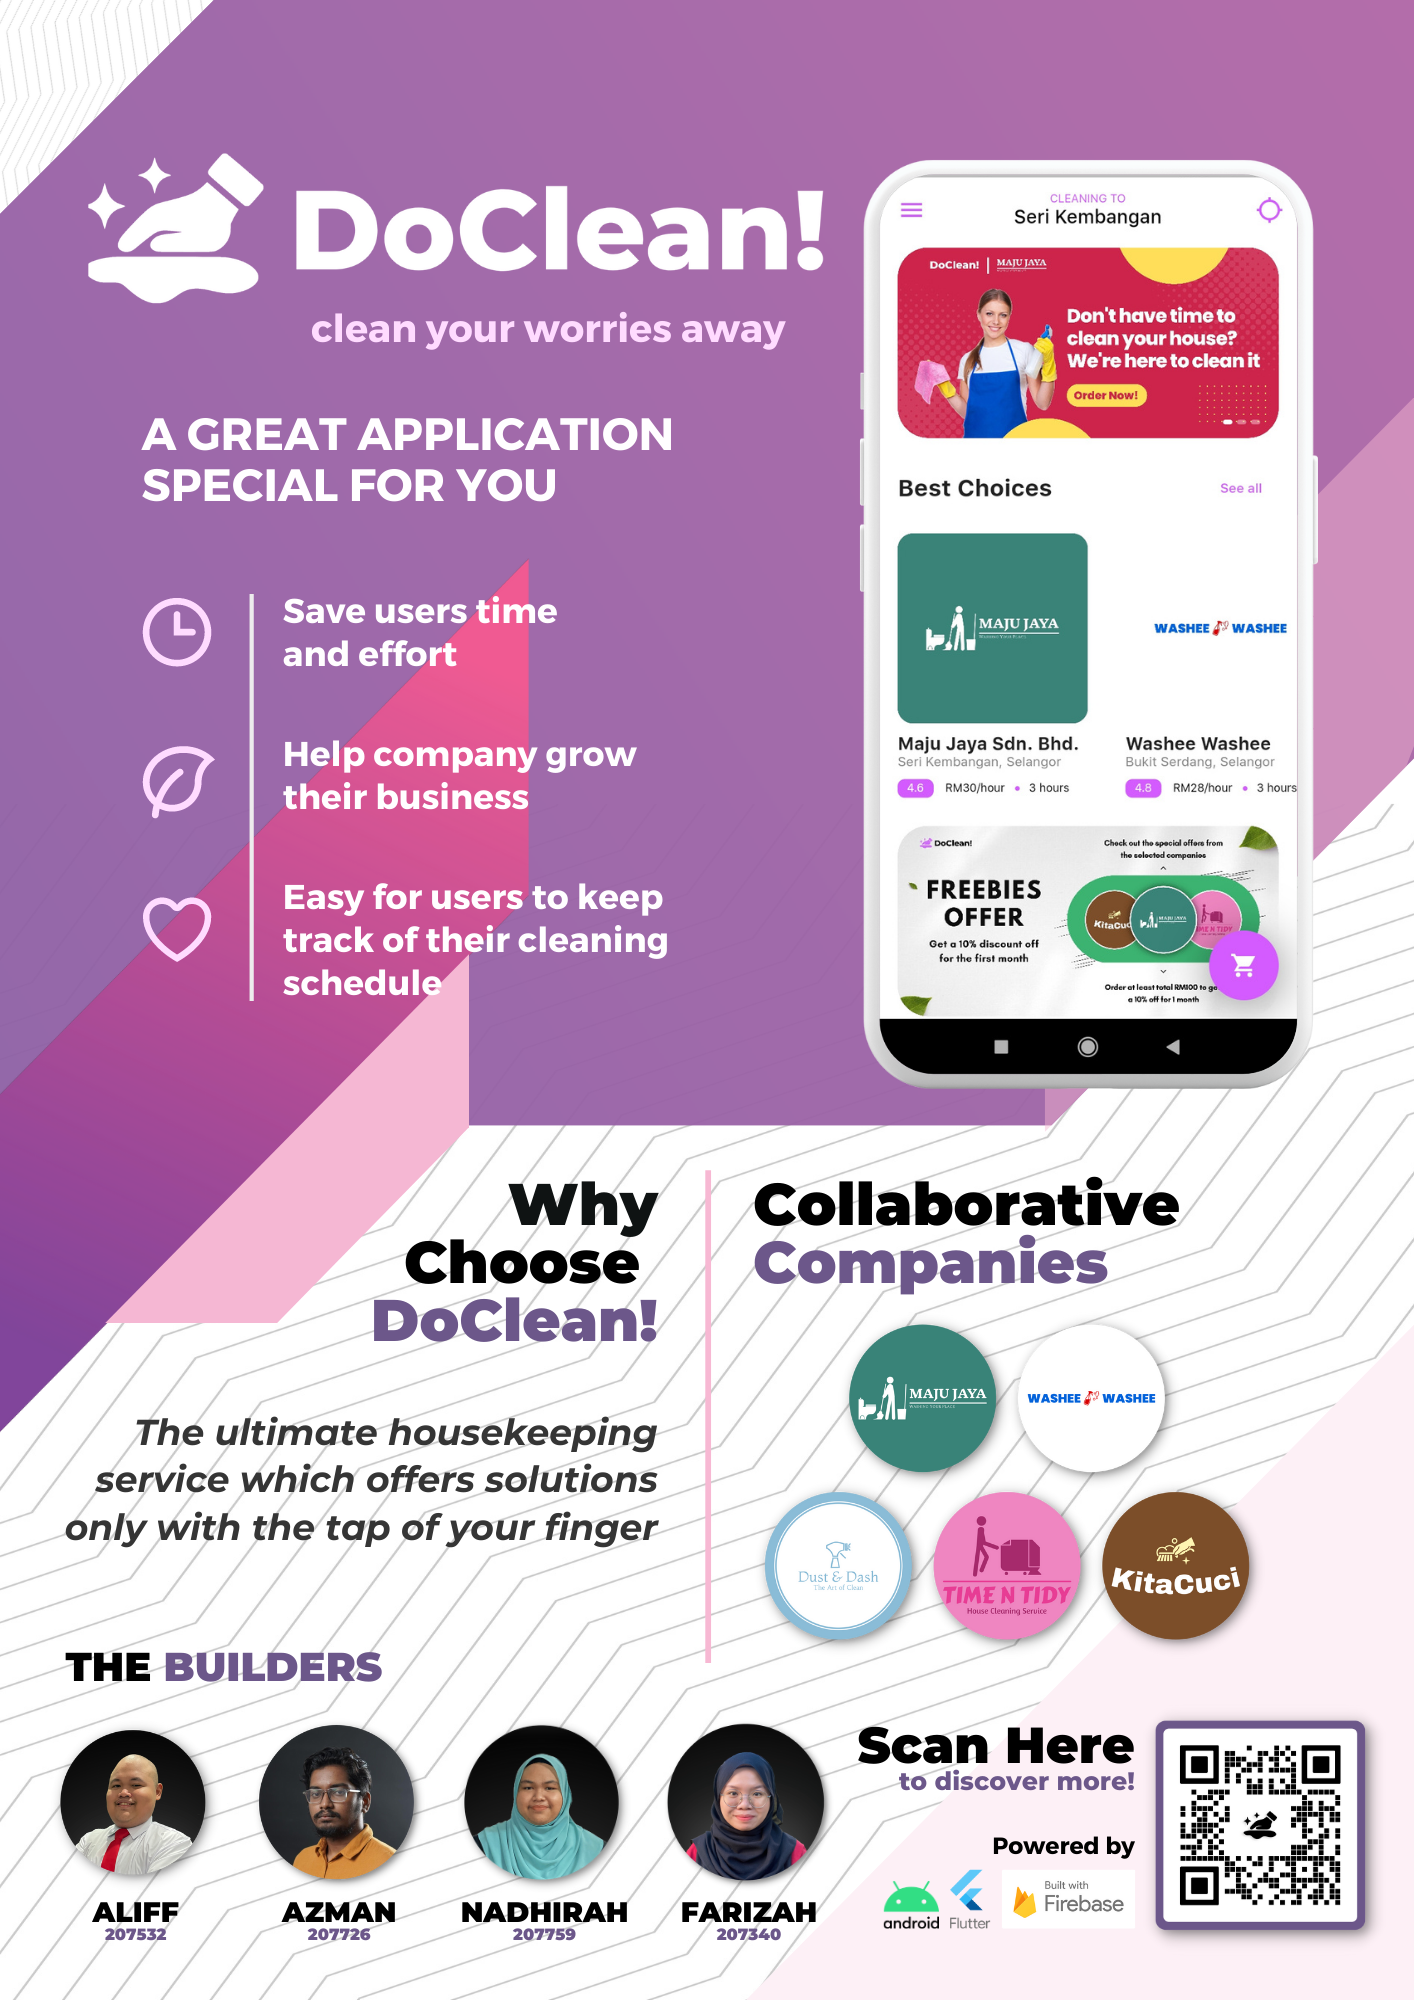 DoClean!
clean your worries away
A GREAT APPLICATION
SPECIAL FOR YOU
Save users time
and effort
Help company grow
their business
Easy for users to keep
track of their cleaning
schedule
CLEANING TO
Seri Kembangan
DoClean! | MAJU JAYA
Don't have time to
clean your house?
We're here to clean it
Order Now!
Best Choices
See all
MAJU JAYA
WASHEE WASHEE
Maju Jaya Sdn. Bhd.
Seri Kembangan, Selangor
4.6 RM30/hour • 3 hours
Washee Washee
Bukit Serdang, Selangor
4.8 RM28/hour • 3 hours
DoClean!
FREEBIES
OFFER
Get a 10% discount off
for the first month
Check out the special offers from
the selected companies
KitaCuc
MAJU JAYA
ME N TIDY
Order at least total RM100 to ge
a 10% off for 1 month
Why
Choose
DoClean!
The ultimate housekeeping
service which offers solutions
only with the tap of your finger
Collaborative
Companies
MAJU JAYA
WASHEE WASHEE
Dust & Dash
The Art of Clean
TIME N TIDY
House Cleaning Service
KitaCuci
THE BUILDERS
ALIFF
207532
AZMAN
207726
NADHIRAH
207759
FARIZAH
207340
Scan Here
to discover more!
Powered by
android
Flutter
Built with
Firebase